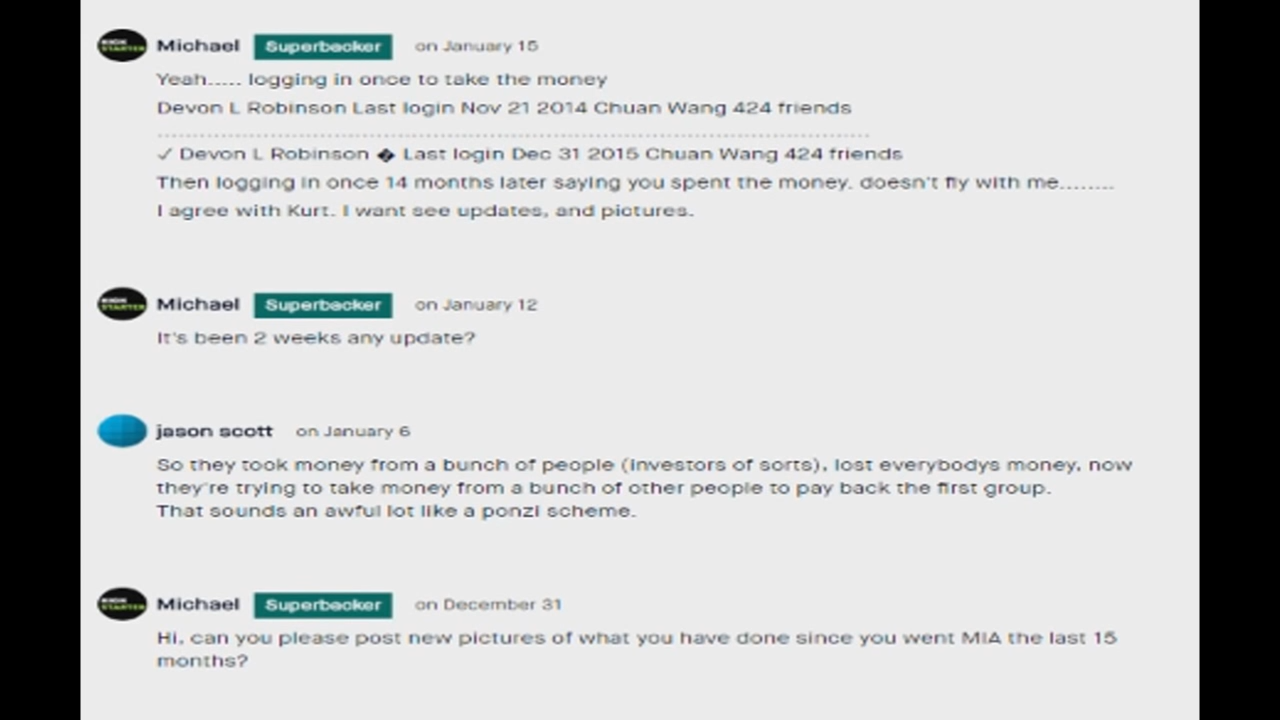 Michael Superbacker on January 15
Yeah..... logging in once to take the money
Devon L Robinson Last login Nov 21 2014 Chuan Wang 424 friends
✓ Devon L Robinson � Last login Dec 31 2015 Chuan Wang 424 friends
Then logging in once 14 months later saying you spent the money. doesn't fly with me........
I agree with Kurt. I want see updates, and pictures.
Michael Superbacker on January 12
It's been 2 weeks any update?
jason scott on January 6
So they took money from a bunch of people (investors of sorts), lost everybodys money, now
they're trying to take money from a bunch of other people to pay back the first group.
That sounds an awful lot like a ponzi scheme.
Michael Superbacker on December 31
Hi, can you please post new pictures of what you have done since you went MIA the last 15
months?